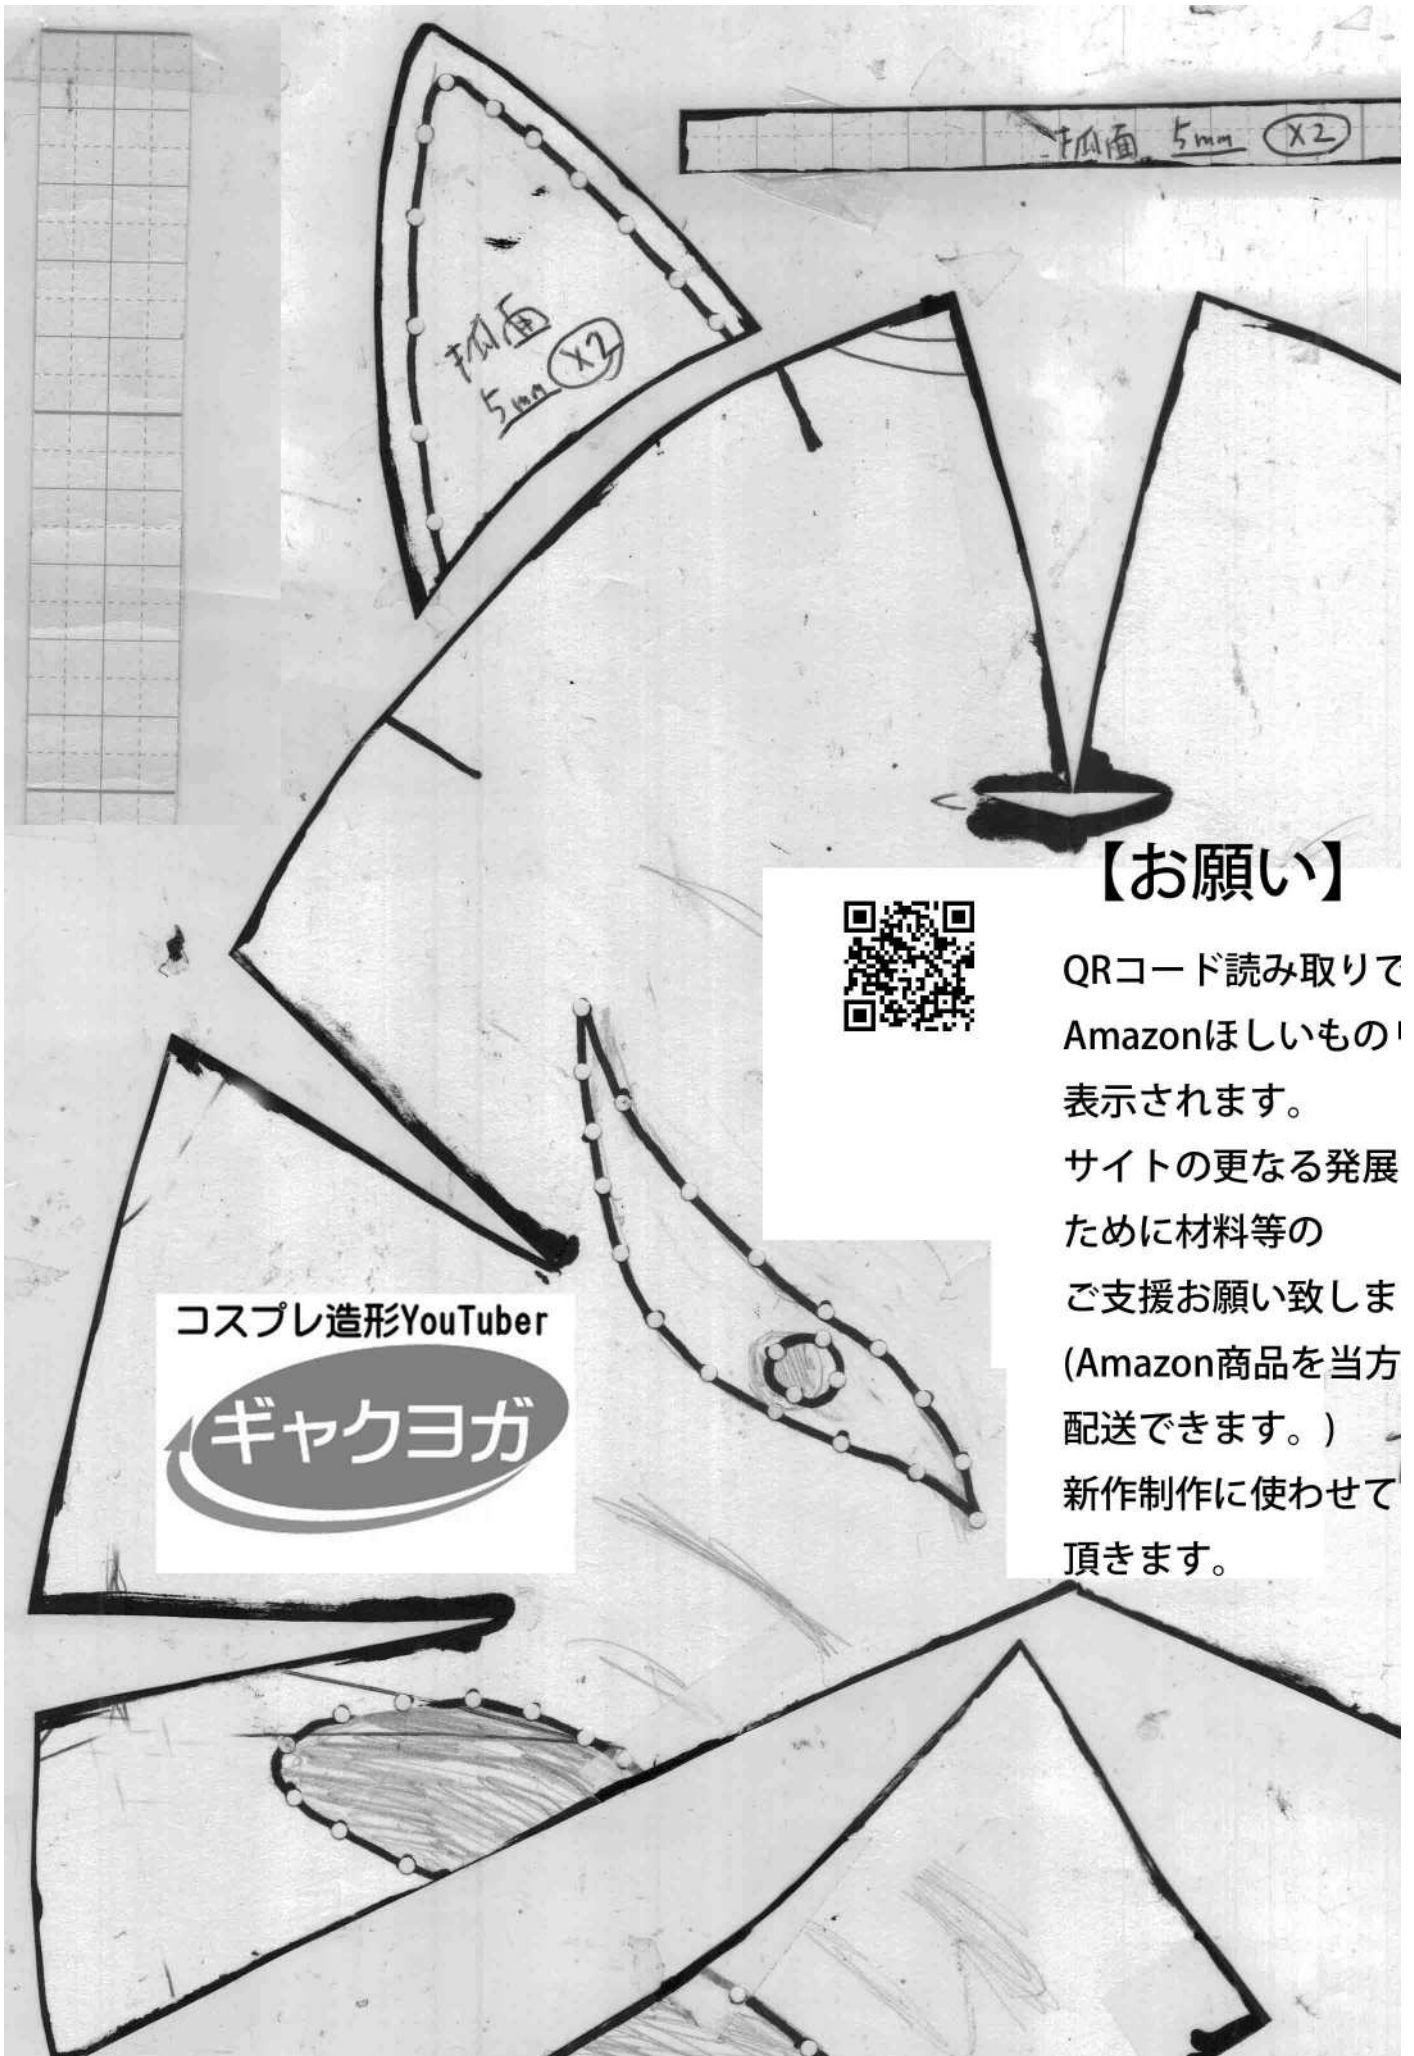 狐面 5mm X2
狐面
5mm X2
【お願い】
QRコード読み取りで
Amazonほしいものリ
表示されます。
サイトの更なる発展
ために材料等の
ご支援お願い致しま
(Amazon商品を当方
配送できます。)
新作制作に使わせて
頂きます。
コスプレ造形YouTuber
ギャクヨガ